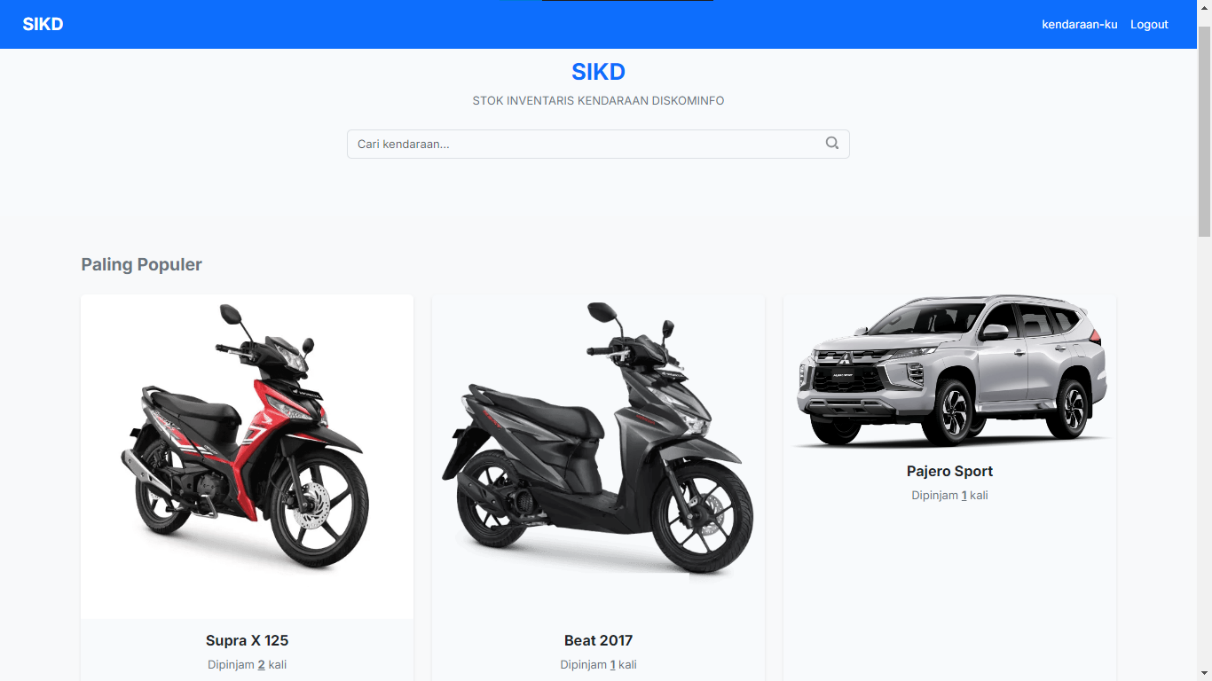 SIKD
kendaraan-ku Logout
SIKD
STOK INVENTARIS KENDARAAN DISKOMINFO
Cari kendaraan...
Paling Populer
Pajero Sport
Dipinjam 1 kali
Supra X 125
Dipinjam 2 kali
Beat 2017
Dipinjam 1 kali